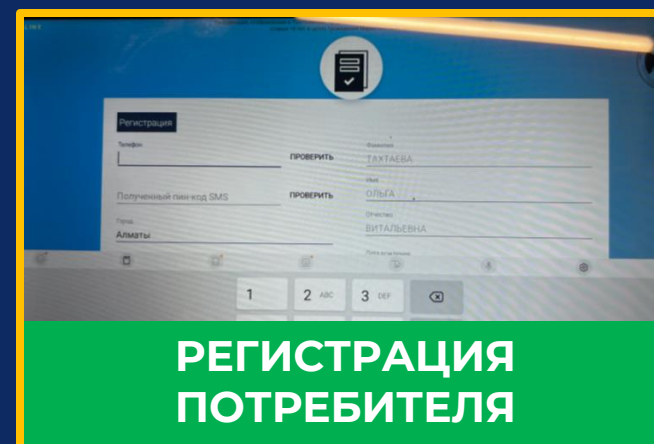 Регистрация
Телефон
ПРОВЕРИТЬ
Полученный пин-код SMS
ПРОВЕРИТЬ
Город
Алматы
Фамилия
ТАХТАЕВА
Имя
ОЛЬГА
Отчество
ВИТАЛЬЕВНА
1
2 ABC
3 DEF
РЕГИСТРАЦИЯ
ПОТРЕБИТЕЛЯ